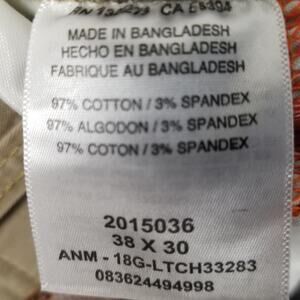 MADE IN BANGLADESH
HECHO EN BANGLADESH
FABRIQUE AU BANGLADESH
97% COTTON / 3% SPANDEX
97% ALGODON / 3% SPANDEX
97% COTON / 3% SPANDEX
2015036
38 X 30
ANM - 18G-LTCH33283
083624494998